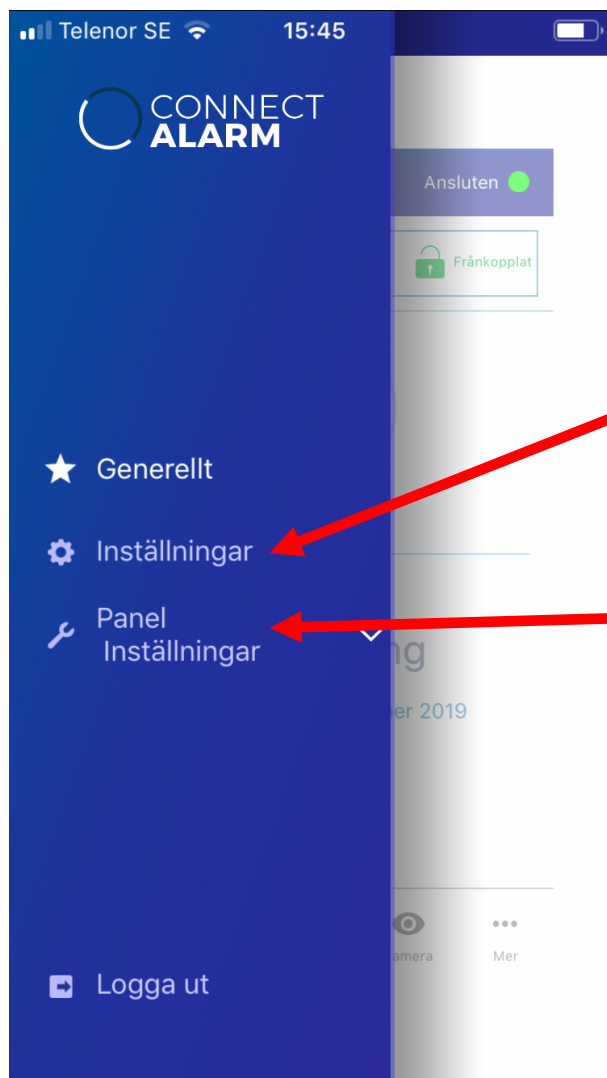 Telenor SE 15:45
CONNECT
ALARM
Ansluten
Frånkopplat
Generellt
Inställningar
Panel
Inställningar
ng
er 2019
amera
Mer
Logga ut